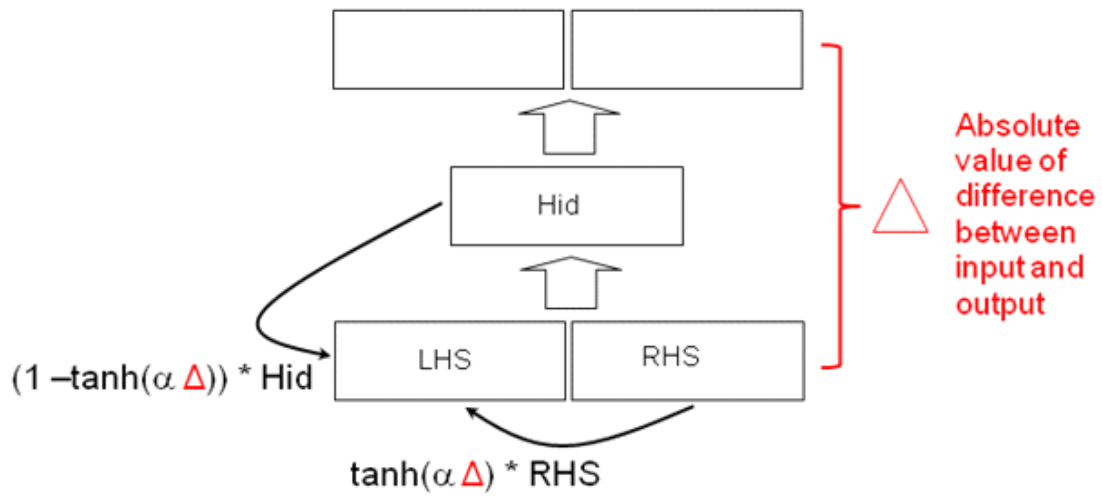 Hid
Absolute
value of
difference
between
input and
output
LHS
RHS
(1 –tanh(α Δ)) * Hid
tanh(α Δ) * RHS